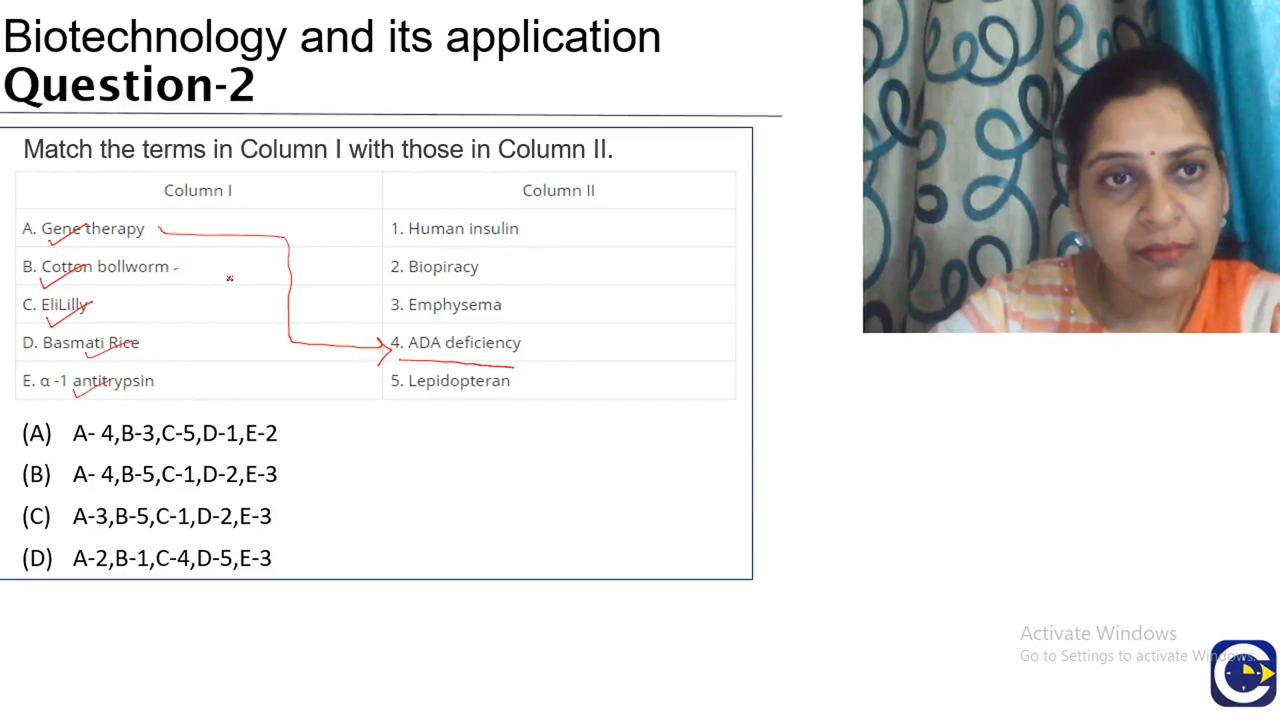 Biotechnology and its application
Question-2
Match the terms in Column I with those in Column II.
Column I Column II
A. Gene therapy 1. Human insulin
B. Cotton bollworm 2. Biopiracy
C. EliLilly 3. Emphysema
D. Basmati Rice 4. ADA deficiency
E. α -1 antitrypsin 5. Lepidopteran
(A) A- 4,B-3,C-5,D-1,E-2
(B) A- 4,B-5,C-1,D-2,E-3
(C) A-3,B-5,C-1,D-2,E-3
(D) A-2,B-1,C-4,D-5,E-3
Activate Windows
Go to Settings to activate Windows.